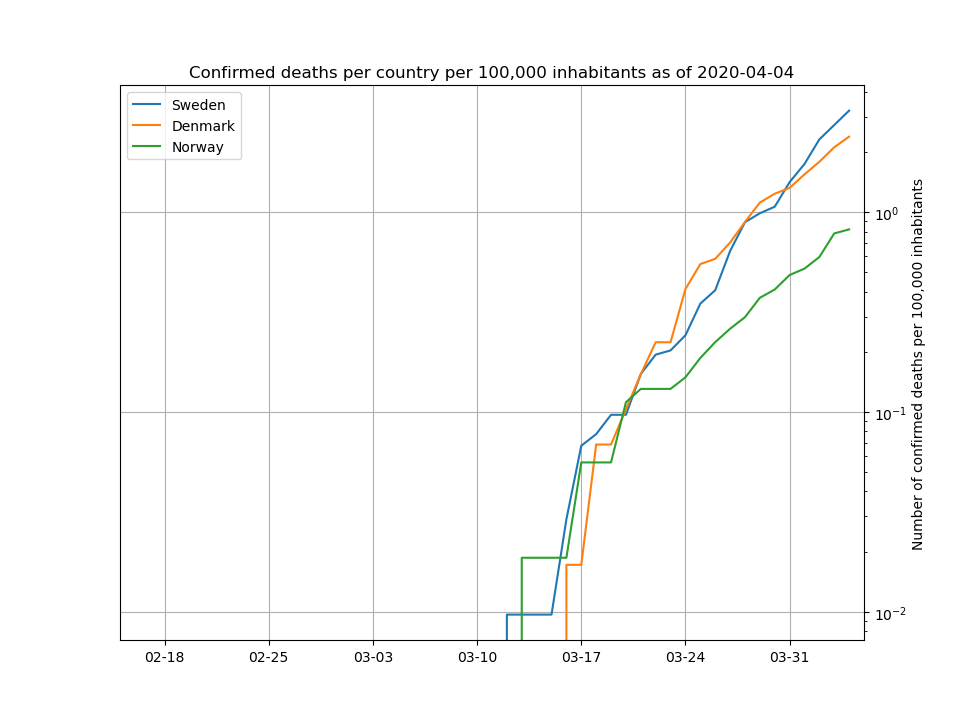 Confirmed deaths per country per 100,000 inhabitants as of 2020-04-04
Sweden
Denmark
Norway
10⁰
10⁻¹
10⁻²
Number of confirmed deaths per 100,000 inhabitants
02-18
02-25
03-03
03-10
03-17
03-24
03-31